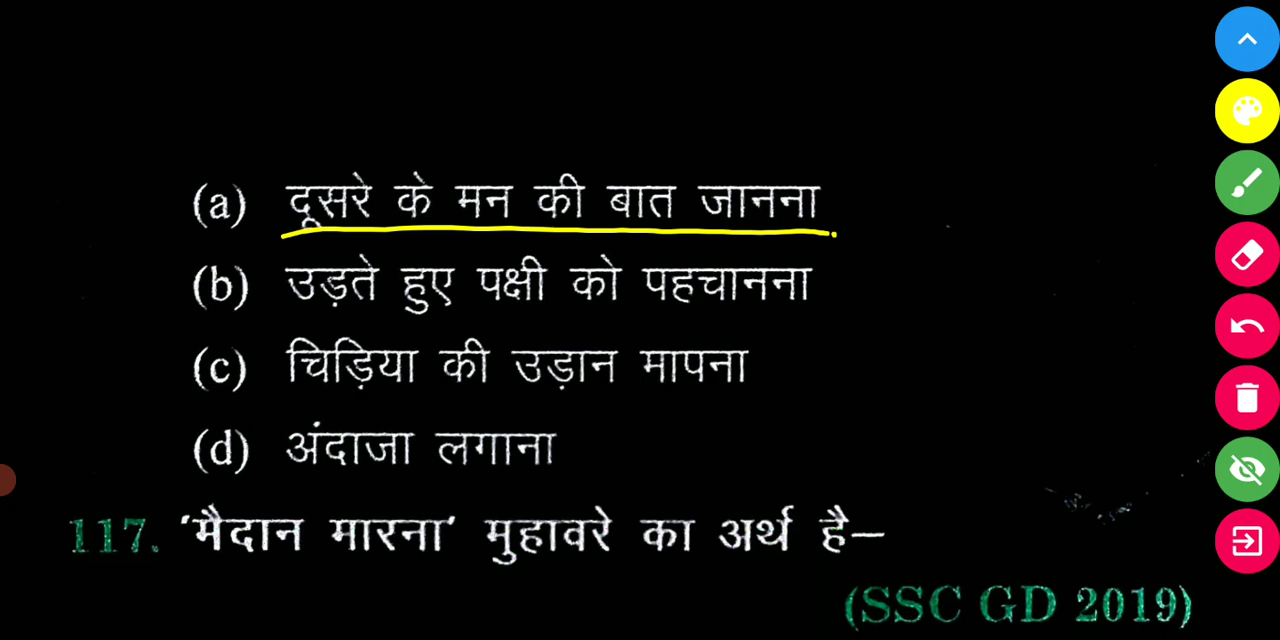 (a) दूसरे के मन की बात जानना
(b) उड़ते हुए पक्षी को पहचानना
(c) चिड़िया की उड़ान मापना
(d) अंदाजा लगाना
117. 'मैदान मारना' मुहावरे का अर्थ है—
(SSC GD 2019)